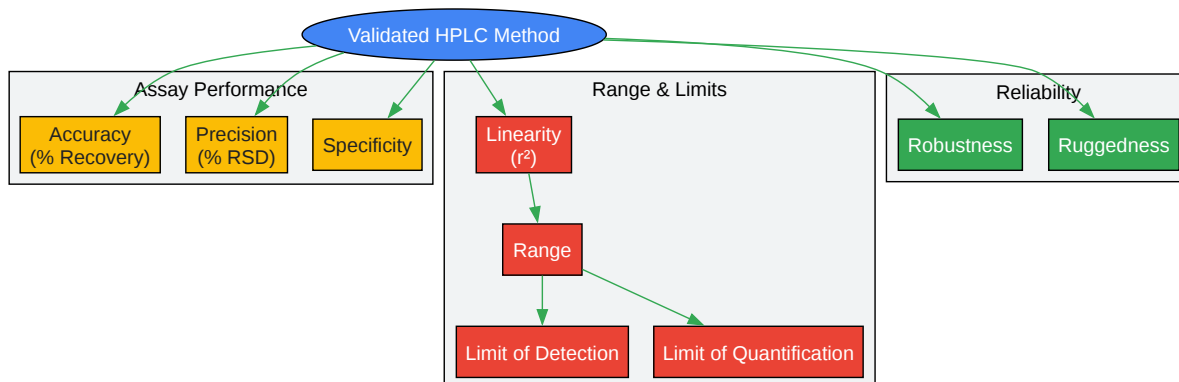 Validated HPLC Method
Assay Performance
Accuracy
(% Recovery)
Precision
(% RSD)
Specificity
Range & Limits
Linearity
(r²)
Range
Limit of Detection
Limit of Quantification
Reliability
Robustness
Ruggedness